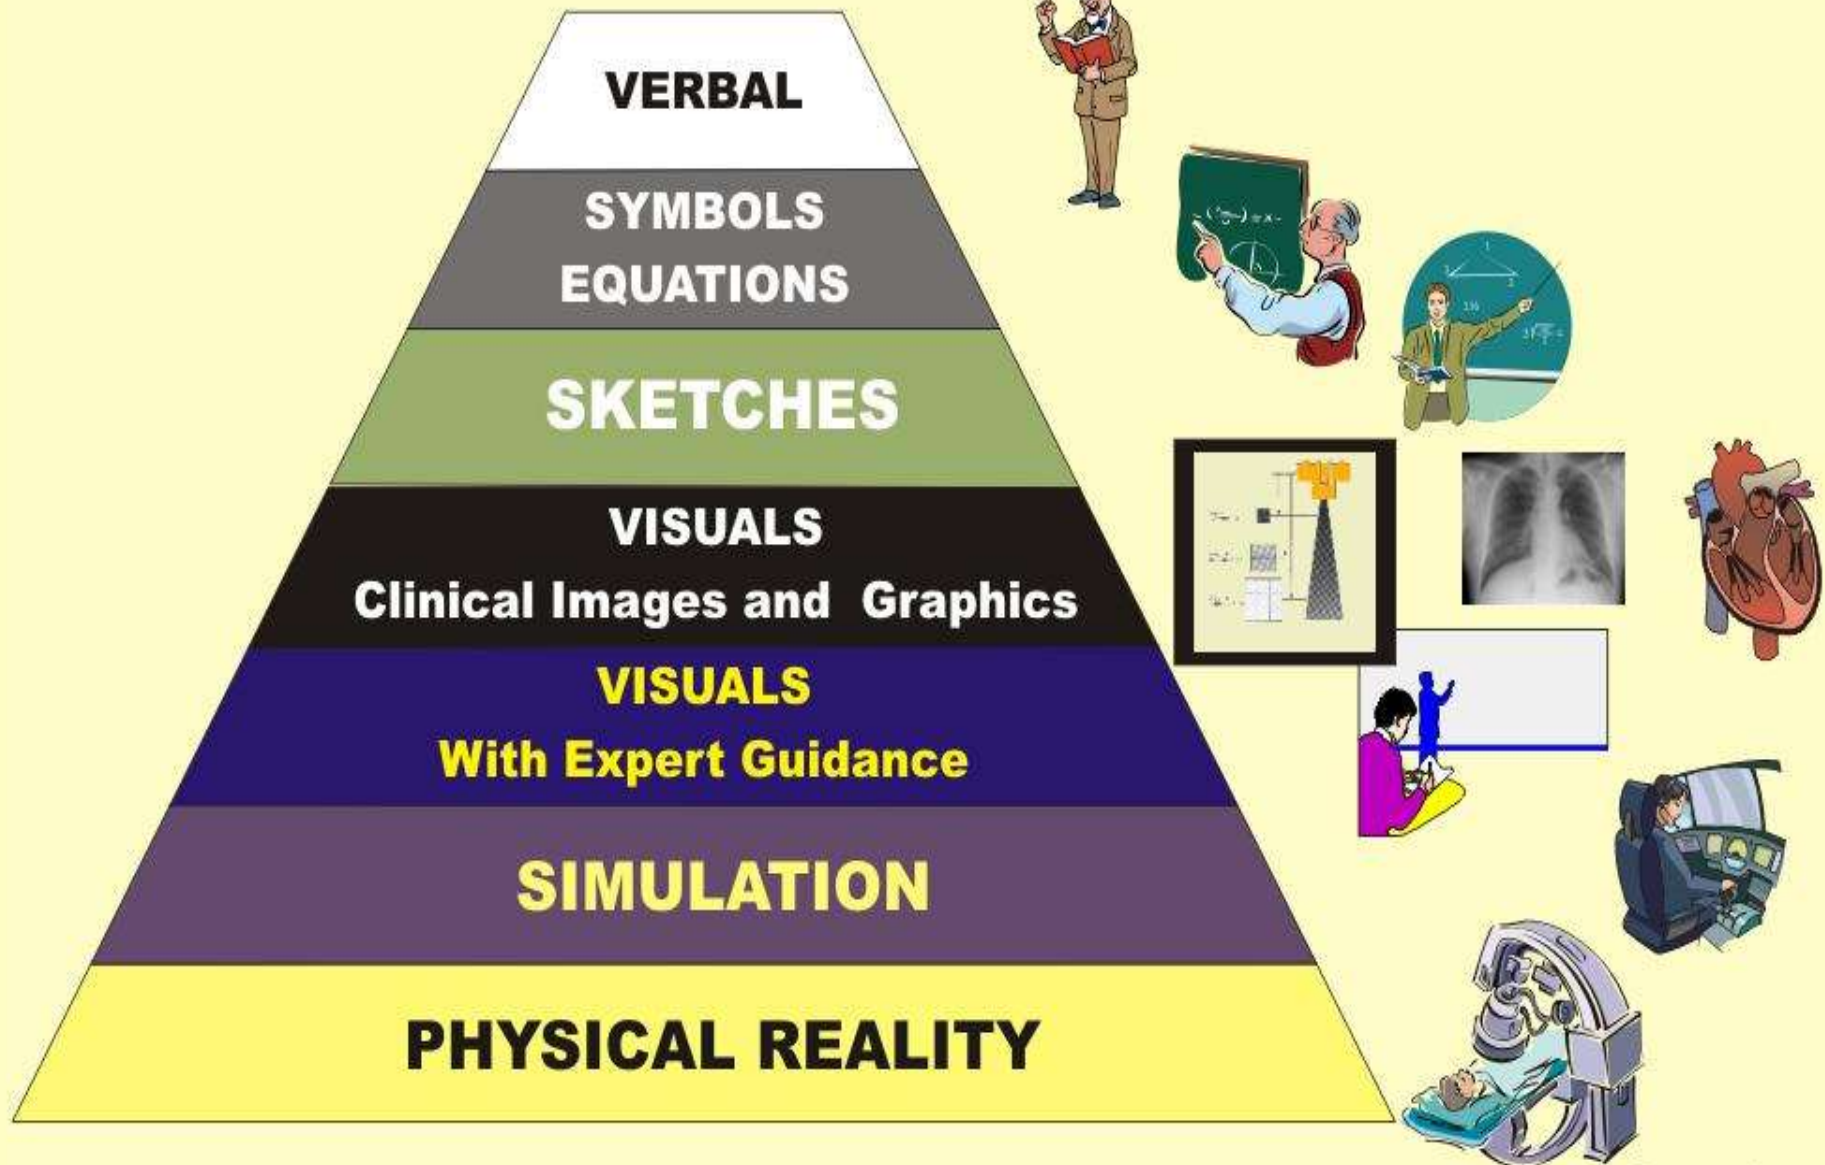 VERBAL
SYMBOLS
EQUATIONS
SKETCHES
VISUALS
Clinical Images and Graphics
VISUALS
With Expert Guidance
SIMULATION
PHYSICAL REALITY